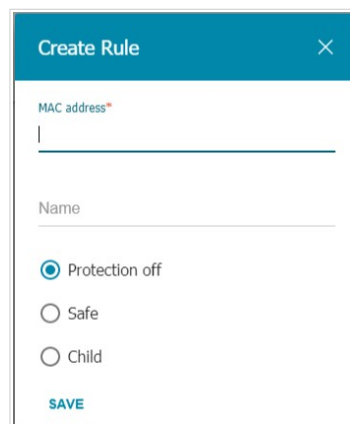 Create Rule
MAC address*
Name
Protection off
Safe
Child
SAVE